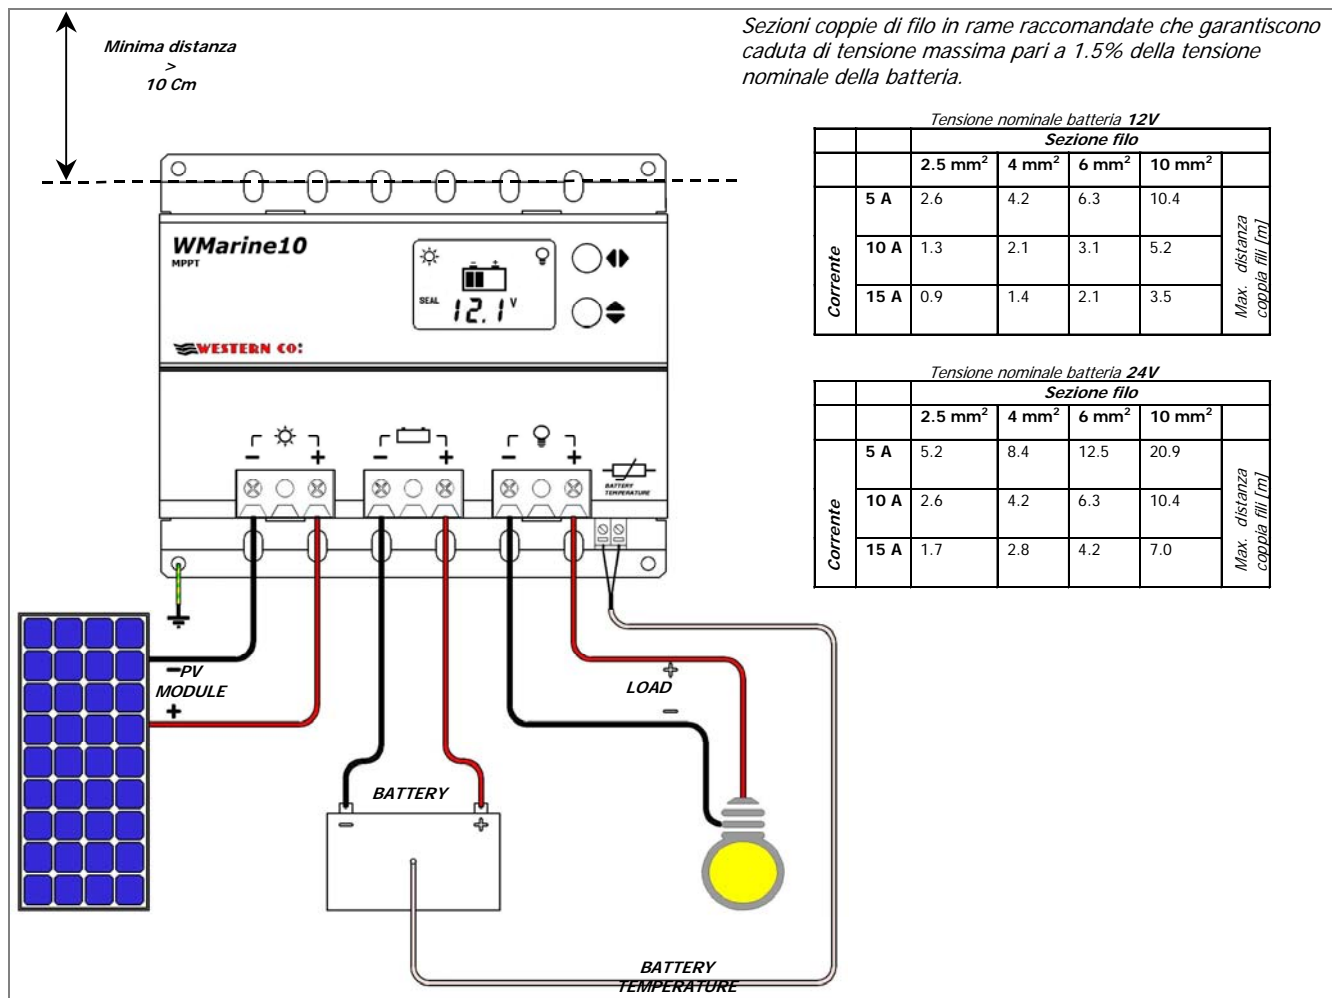 Minima distanza
>
10 Cm
Sezioni coppie di filo in rame raccomandate che garantiscono
caduta di tensione massima pari a 1.5% della tensione
nominale della batteria.
Tensione nominale batteria 12V
Sezione filo
2.5 mm² 4 mm² 6 mm² 10 mm²
Corrente
5 A 2.6 4.2 6.3 10.4
10 A 1.3 2.1 3.1 5.2
15 A 0.9 1.4 2.1 3.5
Max. distanza
coppia fili [m]
Tensione nominale batteria 24V
Sezione filo
2.5 mm² 4 mm² 6 mm² 10 mm²
Corrente
5 A 5.2 8.4 12.5 20.9
10 A 2.6 4.2 6.3 10.4
15 A 1.7 2.8 4.2 7.0
Max. distanza
coppia fili [m]
WMarine10
MPPT
- +
SEAL 12.1 V
WESTERN CO:
- + - + - +
BATTERY
TEMPERATURE
- PV
MODULE
+
+
LOAD
-
BATTERY
- +
BATTERY
TEMPERATURE